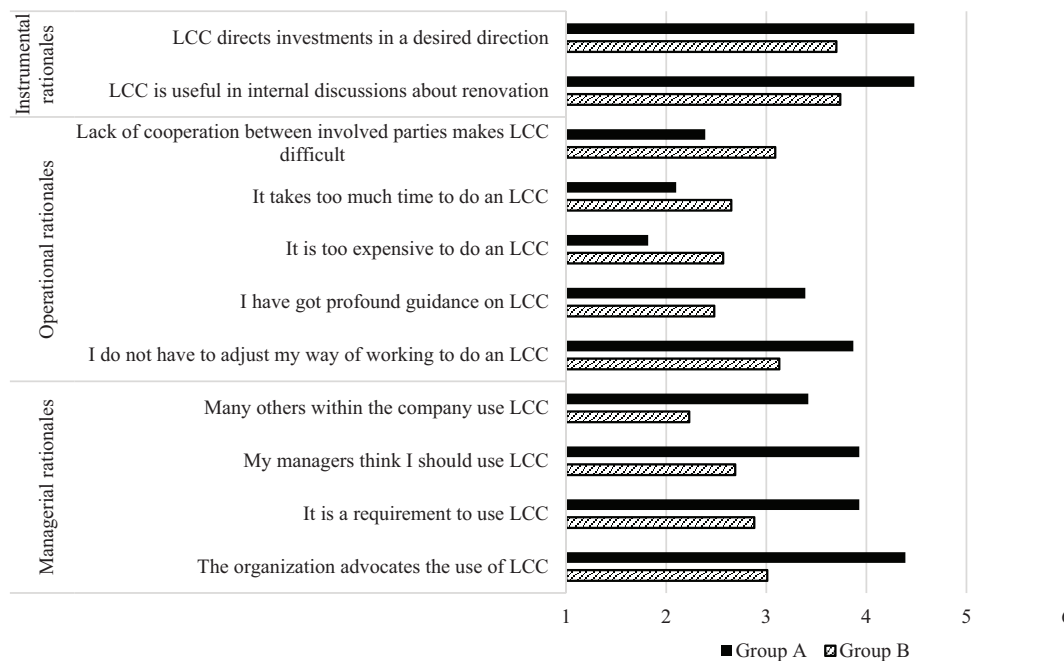 Instrumental
rationales
LCC directs investments in a desired direction
LCC is useful in internal discussions about renovation
Operational rationales
Lack of cooperation between involved parties makes LCC
difficult
It takes too much time to do an LCC
It is too expensive to do an LCC
I have got profound guidance on LCC
I do not have to adjust my way of working to do an LCC
Managerial rationales
Many others within the company use LCC
My managers think I should use LCC
It is a requirement to use LCC
The organization advocates the use of LCC
1 2 3 4 5
Group A Group B